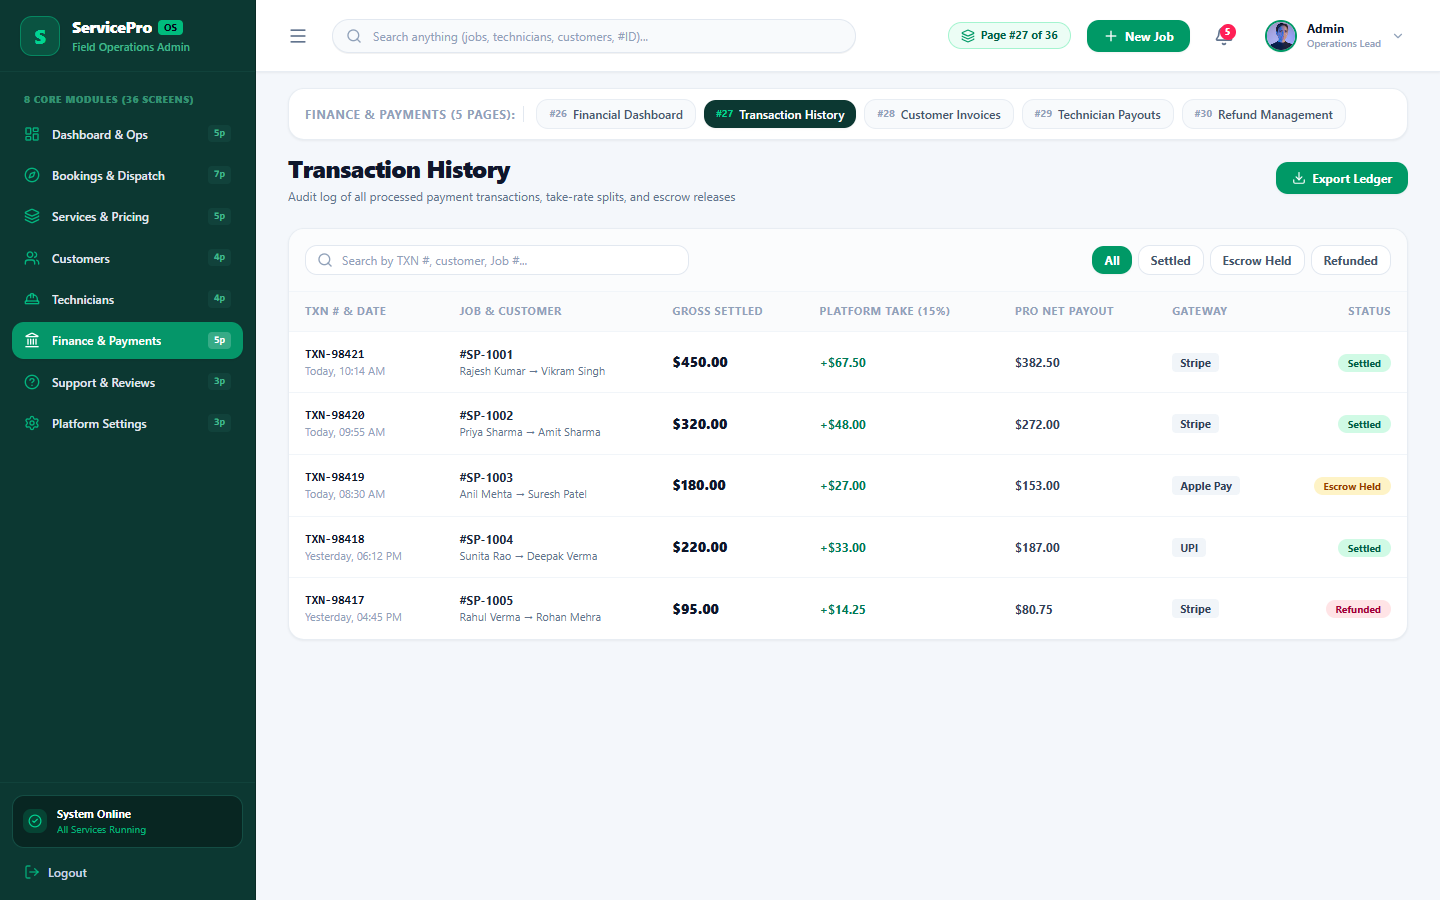 S
ServicePro OS
Field Operations Admin
8 CORE MODULES (36 SCREENS)
Dashboard & Ops 5p
Bookings & Dispatch 7p
Services & Pricing 5p
Customers 4p
Technicians 4p
Finance & Payments 5p
Support & Reviews 3p
Platform Settings 3p
System Online
All Services Running
Logout
Search anything (jobs, technicians, customers, #ID)...
Page #27 of 36
New Job
5
Admin
Operations Lead
FINANCE & PAYMENTS (5 PAGES):
#26 Financial Dashboard
#27 Transaction History
#28 Customer Invoices
#29 Technician Payouts
#30 Refund Management
Transaction History
Audit log of all processed payment transactions, take-rate splits, and escrow releases
Export Ledger
Search by TXN #, customer, Job #...
All Settled Escrow Held Refunded
TXN # & DATE JOB & CUSTOMER GROSS SETTLED PLATFORM TAKE (15%) PRO NET PAYOUT GATEWAY STATUS
TXN-98421 #SP-1001 $450.00 +$67.50 $382.50 Stripe Settled
Today, 10:14 AM Rajesh Kumar → Vikram Singh
TXN-98420 #SP-1002 $320.00 +$48.00 $272.00 Stripe Settled
Today, 09:55 AM Priya Sharma → Amit Sharma
TXN-98419 #SP-1003 $180.00 +$27.00 $153.00 Apple Pay Escrow Held
Today, 08:30 AM Anil Mehta → Suresh Patel
TXN-98418 #SP-1004 $220.00 +$33.00 $187.00 UPI Settled
Yesterday, 06:12 PM Sunita Rao → Deepak Verma
TXN-98417 #SP-1005 $95.00 +$14.25 $80.75 Stripe Refunded
Yesterday, 04:45 PM Rahul Verma → Rohan Mehra